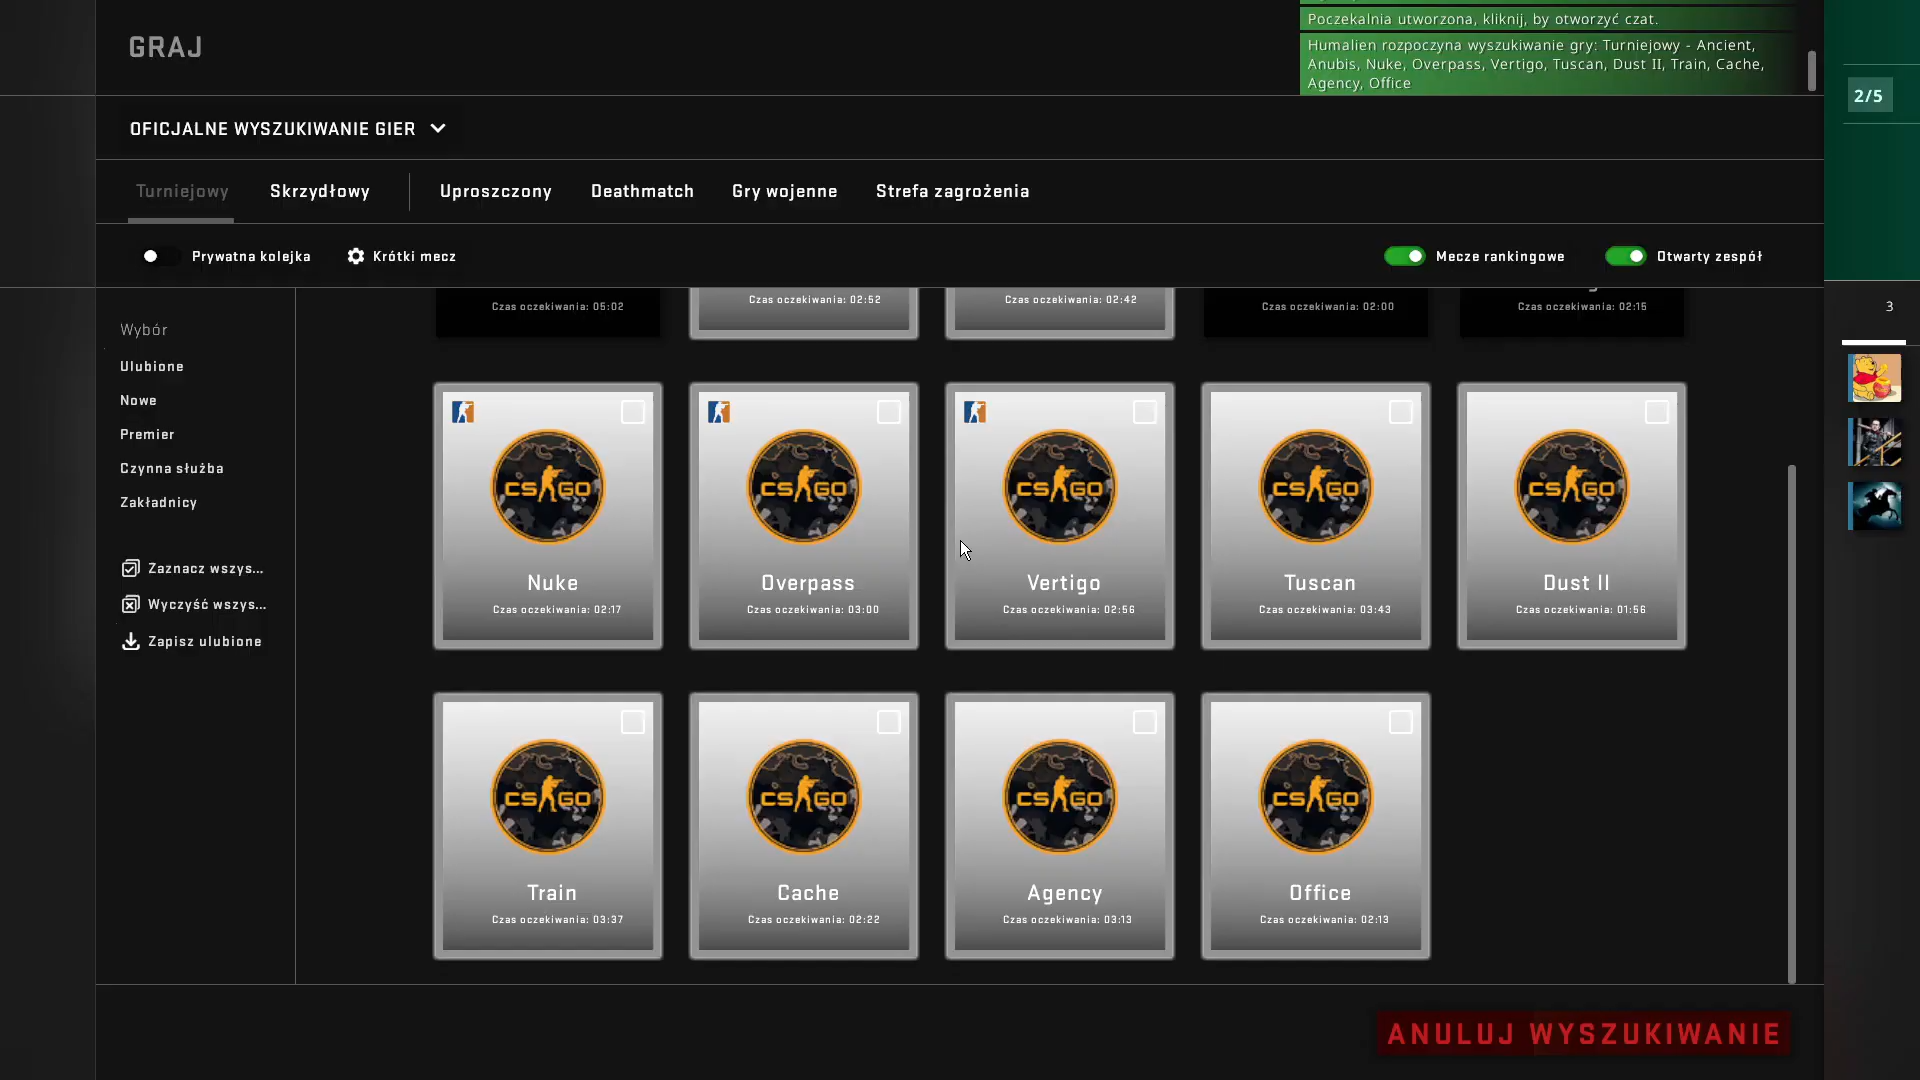 GRAJ
Poczekalnia utworzona, kliknij, by otworzyć czat.
Humalien rozpoczyna wyszukiwanie gry: Turniejowy - Ancient,
Anubis, Nuke, Overpass, Vertigo, Tuscan, Dust II, Train, Cache,
Agency, Office
2/5
OFICJALNE WYSZUKIWANIE GIER
Turniejowy Skrzydłowy Uproszczony Deathmatch Gry wojenne Strefa zagrożenia
Prywatna kolejka Krótki mecz Mecze rankingowe Otwarty zespół
3
Czas oczekiwania: 05:02 Czas oczekiwania: 02:52 Czas oczekiwania: 02:42 Czas oczekiwania: 02:00 Czas oczekiwania: 02:15
Wybór
Ulubione
Nowe
Premier
Czynna służba
Zakładnicy
Zaznacz wszys...
Wyczyść wszys...
Zapisz ulubione
CS GO CS GO CS GO CS GO CS GO
Nuke Overpass Vertigo Tuscan Dust II
Czas oczekiwania: 02:17 Czas oczekiwania: 03:00 Czas oczekiwania: 02:56 Czas oczekiwania: 03:43 Czas oczekiwania: 01:56
CS GO CS GO CS GO CS GO
Train Cache Agency Office
Czas oczekiwania: 03:37 Czas oczekiwania: 02:22 Czas oczekiwania: 03:13 Czas oczekiwania: 02:13
ANULUJ WYSZUKIWANIE